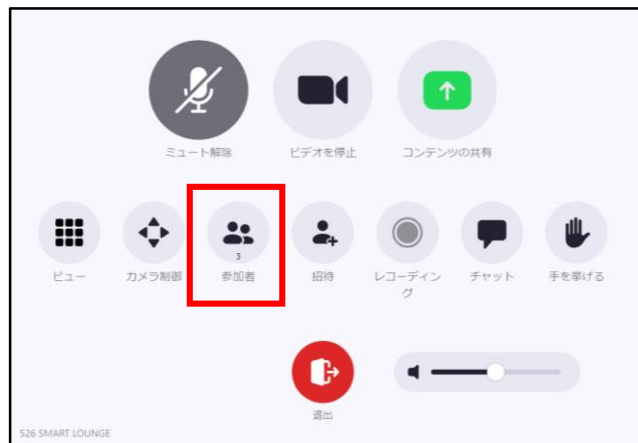 ミュート解除
ビデオを停止
コンテンツの共有
3
ビュー
カメラ制御
参加者
招待
レコーディン
グ
チャット
手を挙げる
退出
526 SMART LOUNGE